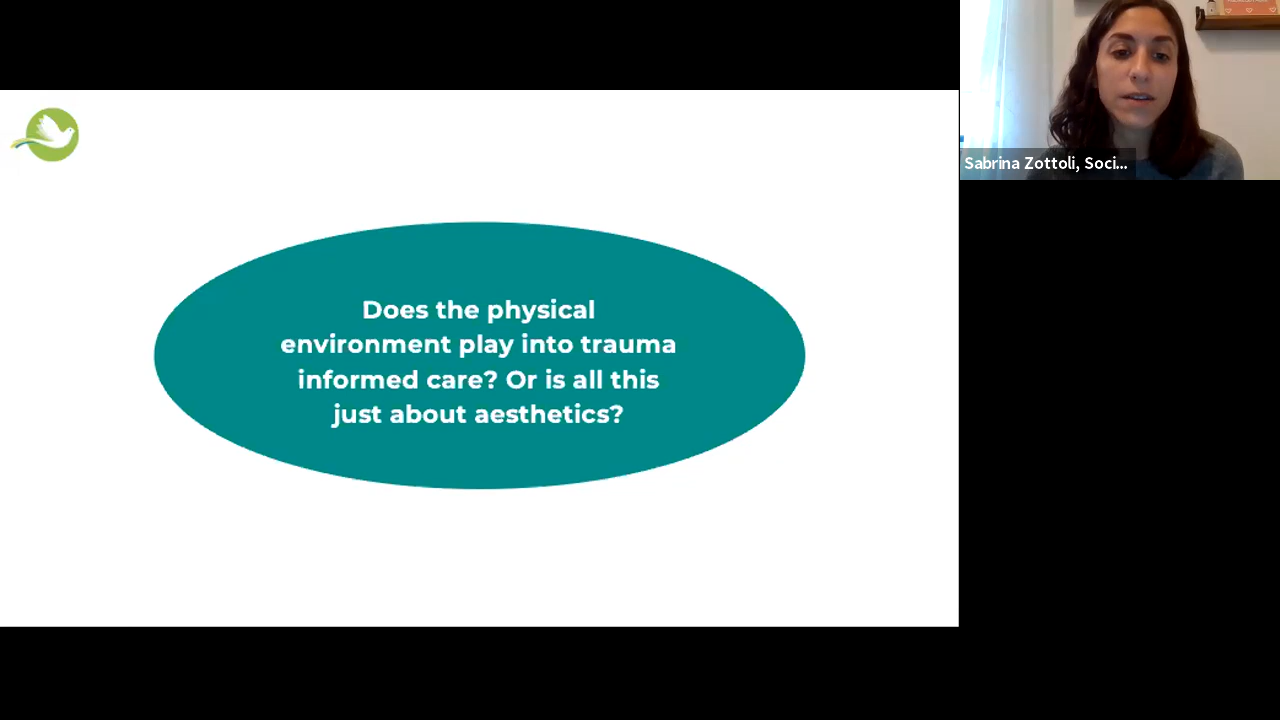 Does the physical
environment play into trauma
informed care? Or is all this
just about aesthetics?
Sabrina Zottoli, Soci...